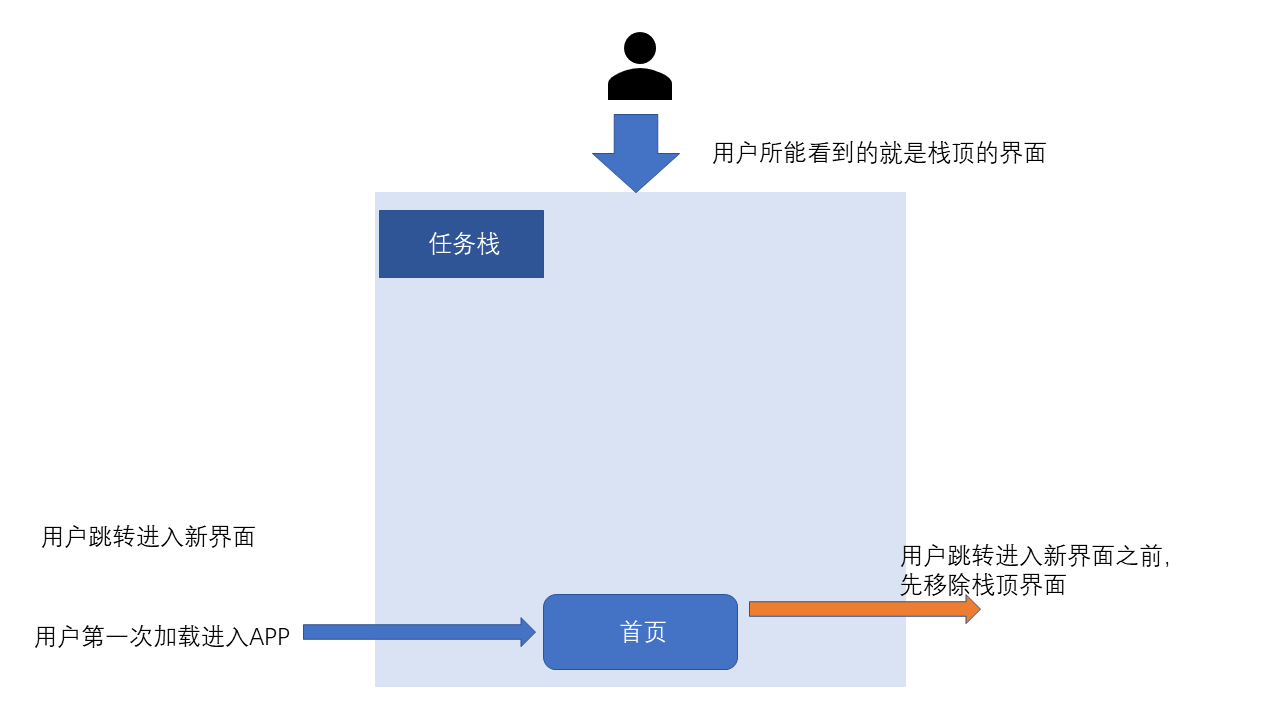 用户所能看到的就是栈顶的界面
任务栈
用户跳转进入新界面
用户跳转进入新界面之前,
先移除栈顶界面
首页
用户第一次加载进入APP